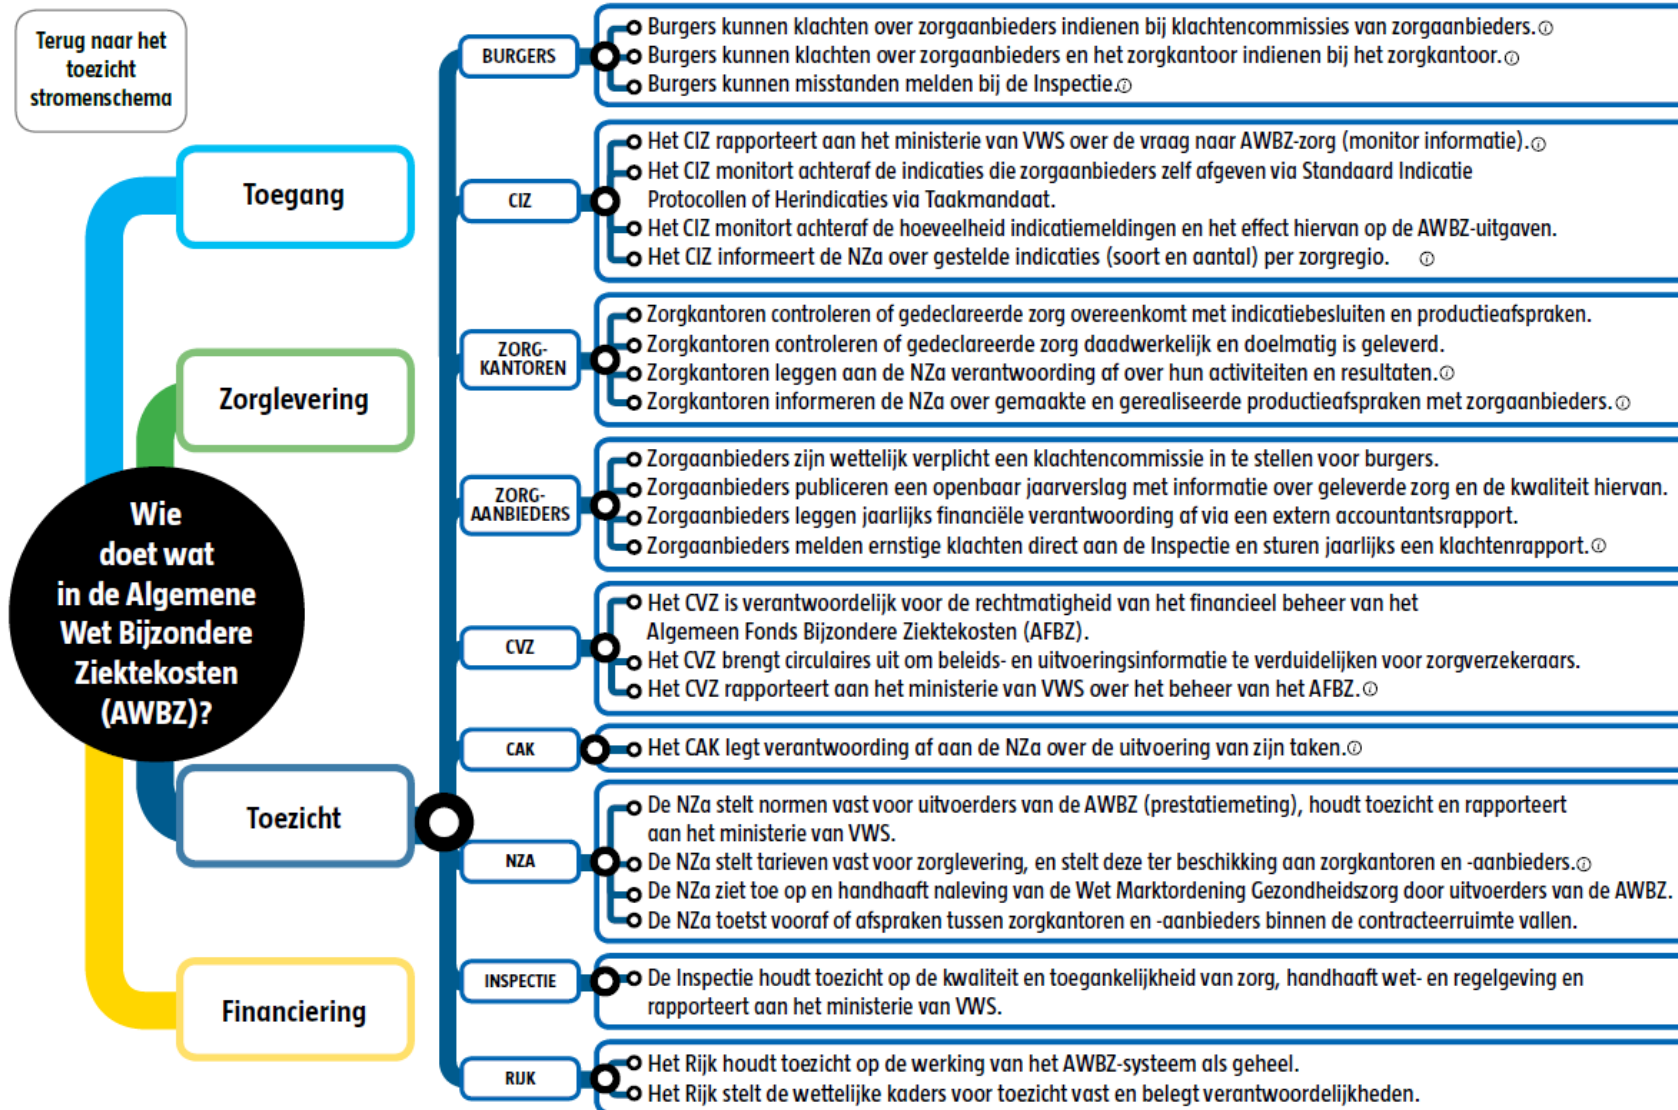 Terug naar het
toezicht
stromenschema
Toegang
Zorglevering
Wie
doet wat
in de Algemene
Wet Bijzondere
Ziektekosten
(AWBZ)?
Toezicht
Financiering
BURGERS
Burgers kunnen klachten over zorgaanbieders indienen bij klachtencommissies van zorgaanbieders.
Burgers kunnen klachten over zorgaanbieders en het zorgkantoor indienen bij het zorgkantoor.
Burgers kunnen misstanden melden bij de Inspectie.
CIZ
Het CIZ rapporteert aan het ministerie van VWS over de vraag naar AWBZ-zorg (monitor informatie).
Het CIZ monitort achteraf de indicaties die zorgaanbieders zelf afgeven via Standaard Indicatie
Protocollen of Herindicaties via Taakmandaat.
Het CIZ monitort achteraf de hoeveelheid indicatiemeldingen en het effect hiervan op de AWBZ-uitgaven.
Het CIZ informeert de NZa over gestelde indicaties (soort en aantal) per zorgregio.
ZORG-
KANTOREN
Zorgkantoren controleren of gedeclareerde zorg overeenkomt met indicatiebesluiten en productieafspraken.
Zorgkantoren controleren of gedeclareerde zorg daadwerkelijk en doelmatig is geleverd.
Zorgkantoren leggen aan de NZa verantwoording af over hun activiteiten en resultaten.
Zorgkantoren informeren de NZa over gemaakte en gerealiseerde productieafspraken met zorgaanbieders.
ZORG-
AANBIEDERS
Zorgaanbieders zijn wettelijk verplicht een klachtencommissie in te stellen voor burgers.
Zorgaanbieders publiceren een openbaar jaarverslag met informatie over geleverde zorg en de kwaliteit hiervan.
Zorgaanbieders leggen jaarlijks financiële verantwoording af via een extern accountantsrapport.
Zorgaanbieders melden ernstige klachten direct aan de Inspectie en sturen jaarlijks een klachtenrapport.
CVZ
Het CVZ is verantwoordelijk voor de rechtmatigheid van het financieel beheer van het
Algemeen Fonds Bijzondere Ziektekosten (AFBZ).
Het CVZ brengt circulaires uit om beleids- en uitvoeringsinformatie te verduidelijken voor zorgverzekeraars.
Het CVZ rapporteert aan het ministerie van VWS over het beheer van het AFBZ.
CAK
Het CAK legt verantwoording af aan de NZa over de uitvoering van zijn taken.
NZA
De NZa stelt normen vast voor uitvoerders van de AWBZ (prestatiemeting), houdt toezicht en rapporteert
aan het ministerie van VWS.
De NZa stelt tarieven vast voor zorglevering, en stelt deze ter beschikking aan zorgkantoren en -aanbieders.
De NZa ziet toe op en handhaaft naleving van de Wet Marktordening Gezondheidszorg door uitvoerders van de AWBZ.
De NZa toetst vooraf of afspraken tussen zorgkantoren en -aanbieders binnen de contracteerruimte vallen.
INSPECTIE
De Inspectie houdt toezicht op de kwaliteit en toegankelijkheid van zorg, handhaaft wet- en regelgeving en
rapporteert aan het ministerie van VWS.
RIJK
Het Rijk houdt toezicht op de werking van het AWBZ-systeem als geheel.
Het Rijk stelt de wettelijke kaders voor toezicht vast en belegt verantwoordelijkheden.